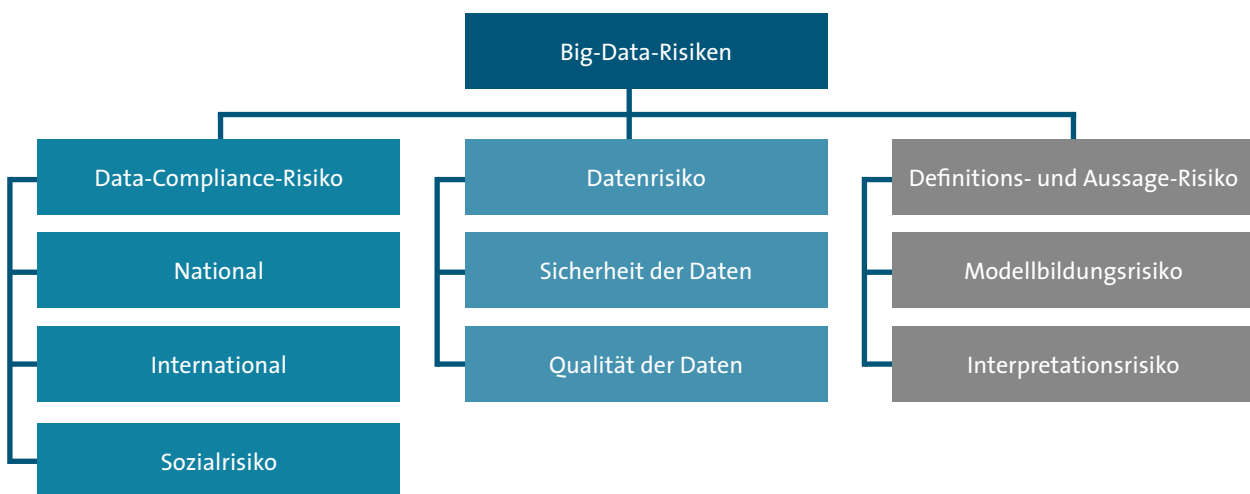 Big-Data-Risiken
Data-Compliance-Risiko
National
International
Sozialrisiko
Datenrisiko
Sicherheit der Daten
Qualität der Daten
Definitions- und Aussage-Risiko
Modellbildungsrisiko
Interpretationsrisiko